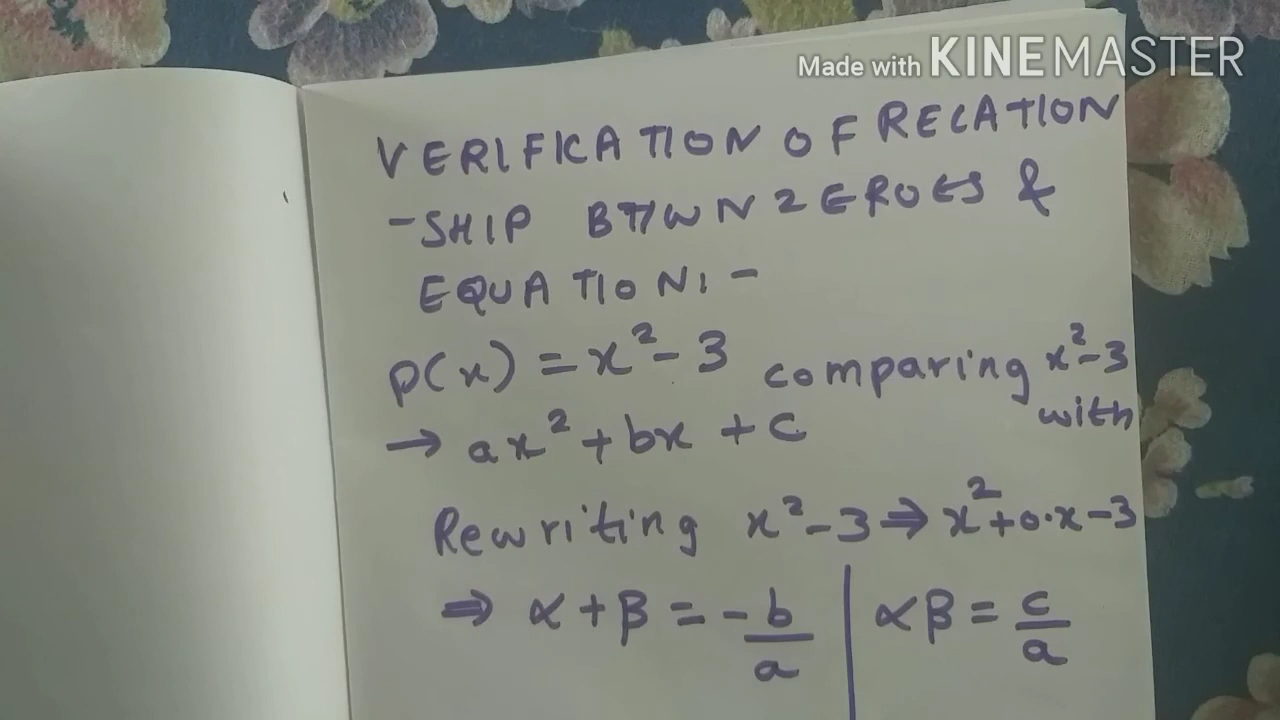 Made with KINEMASTER
VERIFICATION OF RELATION
-SHIP BTWN ZEROES &
EQUATION: -
p(x) = x² - 3 comparing x² - 3
with
→ ax² + bx + c
Rewriting x² - 3 ⇒ x² + 0·x - 3
⇒ α + β = -b/a | αβ = c/a